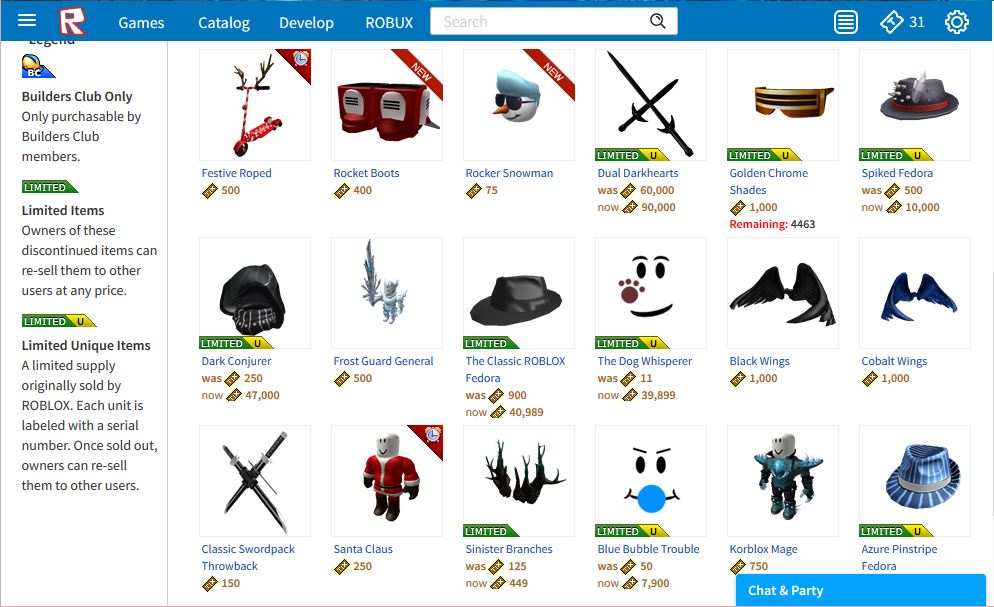 Games Catalog Develop ROBUX Search 31
Legend
BC
Builders Club Only
Only purchasable by
Builders Club
members.
LIMITED
Limited Items
Owners of these
discontinued items can
re-sell them to other
users at any price.
LIMITED U
Limited Unique Items
A limited supply
originally sold by
ROBLOX. Each unit is
labeled with a serial
number. Once sold out,
owners can re-sell
them to other users.
Festive Roped
500
NEW
Rocket Boots
400
NEW
Rocker Snowman
75
LIMITED U
Dual Darkhearts
was 60,000
now 90,000
LIMITED U
Golden Chrome
Shades
1,000
Remaining: 4463
LIMITED U
Spiked Fedora
was 500
now 10,000
LIMITED U
Dark Conjurer
was 250
now 47,000
Frost Guard General
500
LIMITED
The Classic ROBLOX
Fedora
was 900
now 40,989
LIMITED U
The Dog Whisperer
was 11
now 39,899
Black Wings
1,000
Cobalt Wings
1,000
Classic Swordpack
Throwback
150
Santa Claus
250
LIMITED
Sinister Branches
was 125
now 449
LIMITED U
Blue Bubble Trouble
was 50
now 7,900
Korblox Mage
750
LIMITED U
Azure Pinstripe
Fedora
Chat & Party